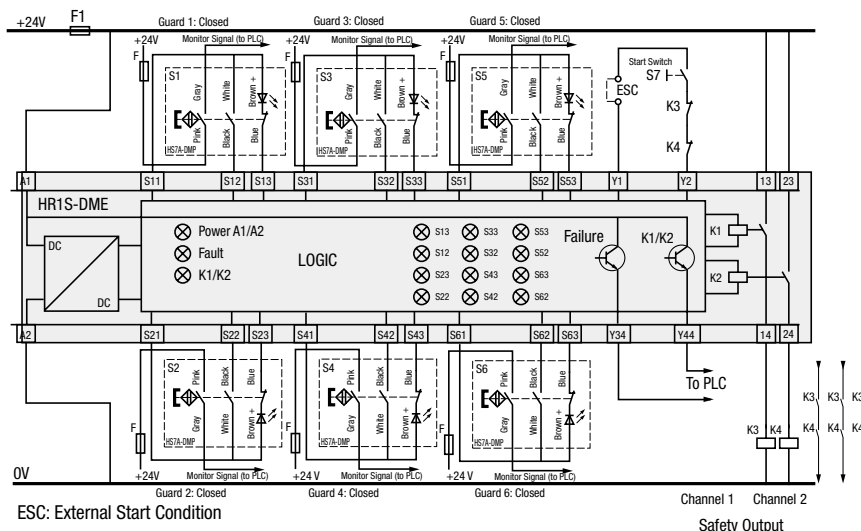 +24V
F1
Guard 1: Closed
Guard 3: Closed
Guard 5: Closed
Monitor Signal (to PLC)
Monitor Signal (to PLC)
Monitor Signal (to PLC)
+24V
+24V
+24V
F
F
F
S1
S3
S5
Gray
White
Brown +
Gray
White
Brown +
Gray
White
Brown +
Pink
Black
Blue
Pink
Black
Blue
Pink
Black
Blue
HS7A-DMP
HS7A-DMP
HS7A-DMP
Start Switch
S7
ESC
K3
K4
A1
S11
S12
S13
S31
S32
S33
S51
S52
S53
Y1
Y2
13
23
HR1S-DME
DC
DC
Power A1/A2
Fault
K1/K2
LOGIC
S13
S33
S53
S12
S32
S52
S23
S43
S63
S22
S42
S62
Failure
K1/K2
K1
K2
A2
S21
S22
S23
S41
S42
S43
S61
S62
S63
Y34
Y44
14
24
S2
S4
S6
Pink
Black
Blue
Pink
Black
Blue
Pink
Black
Blue
Gray
White
Brown +
Gray
White
Brown +
Gray
White
Brown +
HS7A-DMP
HS7A-DMP
HS7A-DMP
F
F
F
+24V
+24 V
+24 V
Monitor Signal (to PLC)
Monitor Signal (to PLC)
Monitor Signal (to PLC)
To PLC
K3
K3
K3
K4
K4
K4
K3
K4
0V
Guard 2: Closed
Guard 4: Closed
Guard 6: Closed
ESC: External Start Condition
Channel 1
Channel 2
Safety Output